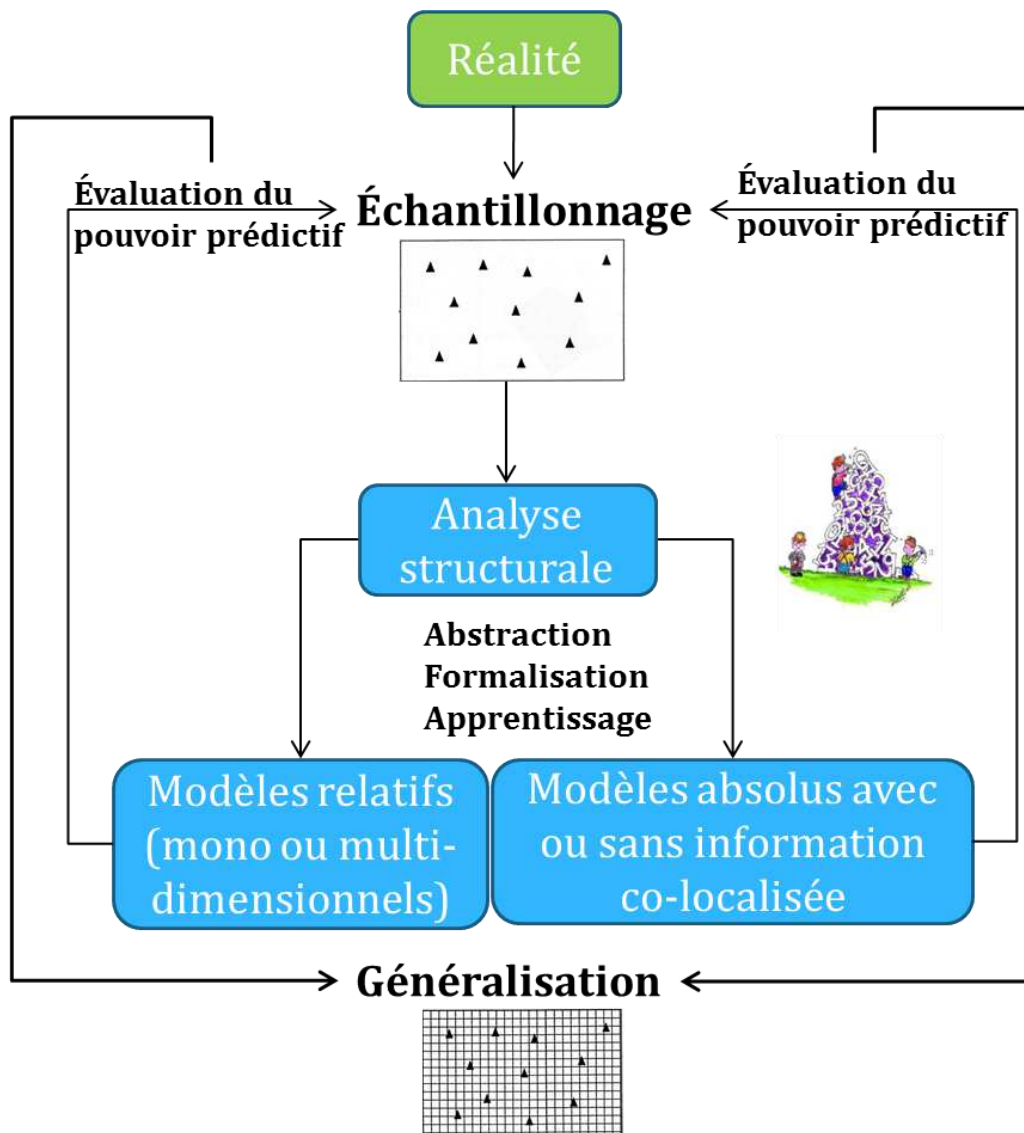 Réalité
Évaluation du
pouvoir prédictif
Échantillonnage
Évaluation du
pouvoir prédictif
Analyse
structurale
Abstraction
Formalisation
Apprentissage
Modèles relatifs
(mono ou multi-
dimensionnels)
Modèles absolus avec
ou sans information
co-localisée
Généralisation